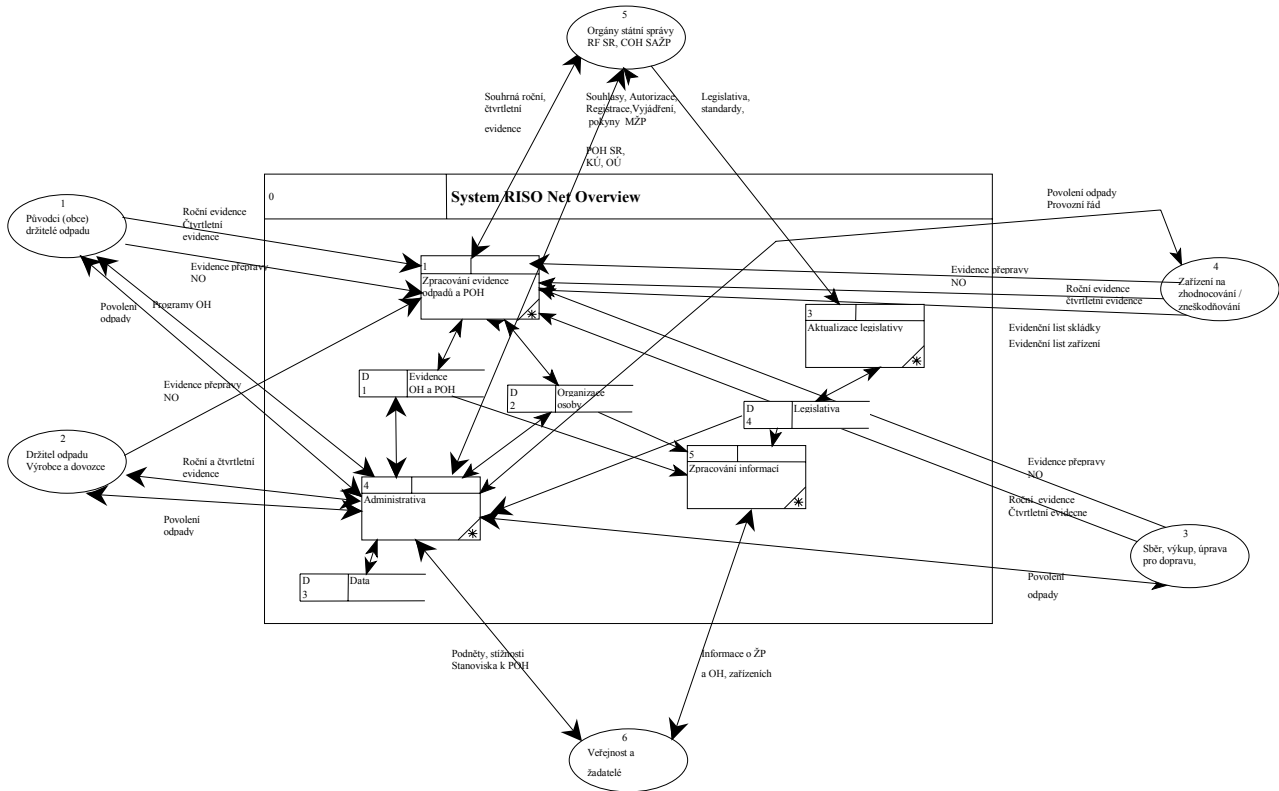 5
Orgány státní správy
RF SR, COH SAŽP
Souhrná roční,
čtvrtletní
evidence
Souhlasy, Autorizace,
Registrace,Vyjádření,
pokyny MŽP
POH SR,
KÚ, OÚ
Legislativa,
standardy,
0
System RISO Net Overview
1
Původci (obce)
držitelé odpadu
Roční evidence
Čtvrtletní
evidence
Evidence přepravy
NO
Povolení
odpady
Programy OH
Povolení odpady
Provozní řád
4
Zařízení na
zhodnocování /
zneškodňování
Evidence přepravy
NO
Roční evidence
čtvrtletní evidence
Evidenční list skládky
Evidenční list zařízení
1
Zpracování evidence
odpadů a POH
*
3
Aktualizace legislativy
*
D
1
Evidence
OH a POH
D
2
Organizace
osoby
D
4
Legislativa
Evidence přepravy
NO
2
Držitel odpadu
Výrobce a dovozce
Roční a čtvrtletní
evidence
Povolení
odpady
4
Administrativa
*
5
Zpracování informací
*
D
3
Data
Evidence přepravy
NO
Roční, evidence
Čtvrtletní evidecne
3
Sběr, výkup, úprava
pro dopravu,
Povolení
odpady
Podněty, stížnosti
Stanoviska k POH
Informace o ŽP
a OH, zařízeních
6
Veřejnost a
žadatelé